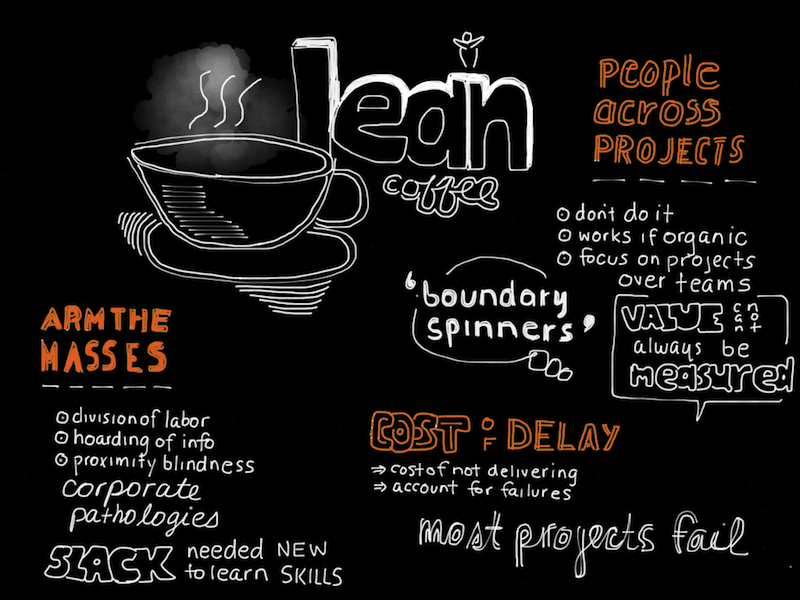 lean
coffee
PEOPLE
ACROSS
PROJECTS
don't do it
works if organic
focus on projects
over teams
'boundary
spinners'
VALUE can not
always be
measured
ARM THE
MASSES
division of labor
hoarding of info
proximity blindness
corporate
pathologies
SLACK needed NEW
to learn SKILLS
COST OF DELAY
⇒ cost of not delivering
⇒ account for failures
most projects fail